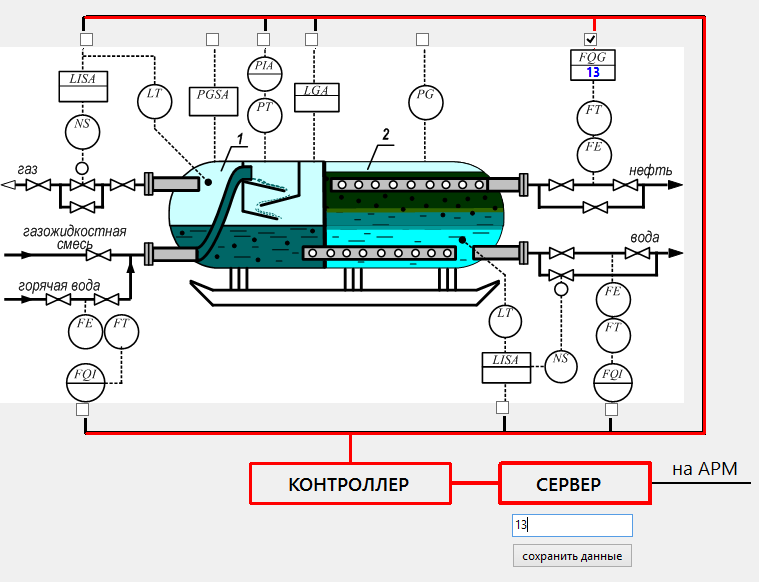 LISA
NS
LT
PGSA
PIA
PT
LGA
PG
FQG
13
FT
FE
1
2
газ
нефть
газожидкостная
смесь
вода
горячая вода
FE
FT
FQI
LT
LISA
NS
FE
FT
FQI
КОНТРОЛЛЕР
СЕРВЕР
на АРМ
13
сохранить данные